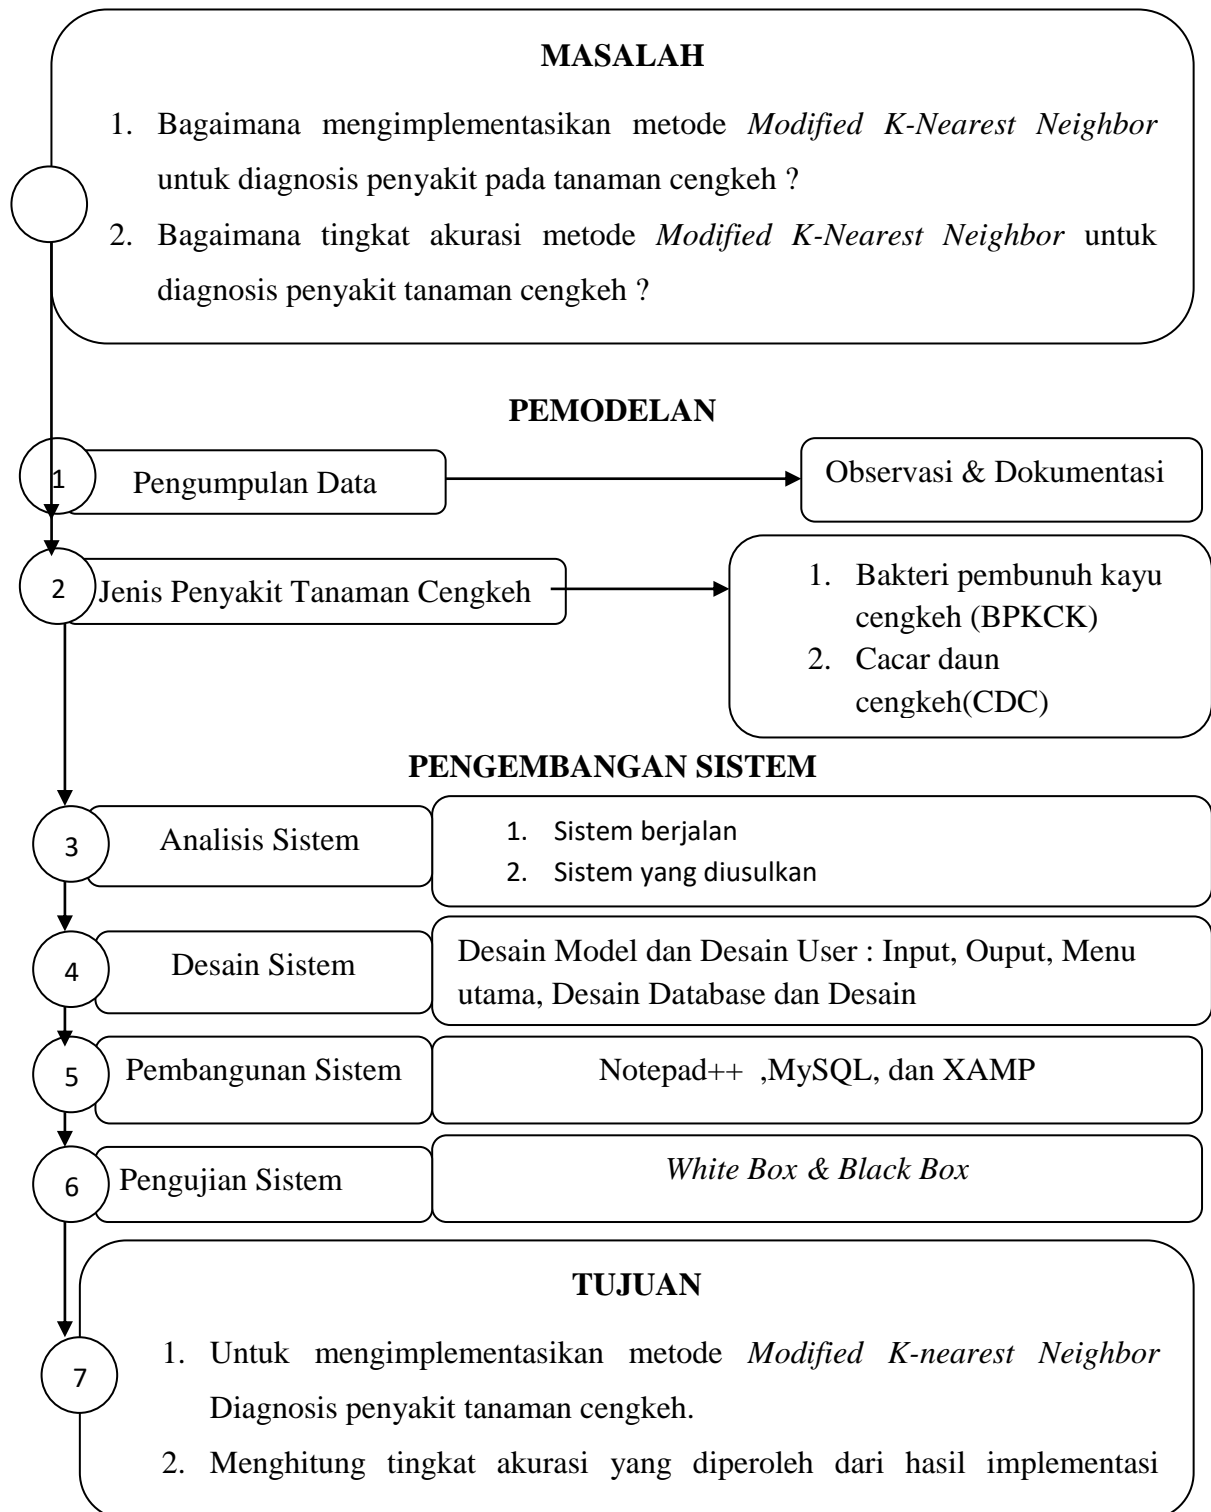 MASALAH
1. Bagaimana mengimplementasikan metode Modified K-Nearest Neighbor
untuk diagnosis penyakit pada tanaman cengkeh ?
2. Bagaimana tingkat akurasi metode Modified K-Nearest Neighbor untuk
diagnosis penyakit tanaman cengkeh ?
PEMODELAN
1
Pengumpulan Data
Observasi & Dokumentasi
2
Jenis Penyakit Tanaman Cengkeh
1. Bakteri pembunuh kayu
cengkeh (BPKCK)
2. Cacar daun
cengkeh(CDC)
PENGEMBANGAN SISTEM
3
Analisis Sistem
1. Sistem berjalan
2. Sistem yang diusulkan
4
Desain Sistem
Desain Model dan Desain User : Input, Ouput, Menu
utama, Desain Database dan Desain
5
Pembangunan Sistem
Notepad++ ,MySQL, dan XAMP
6
Pengujian Sistem
White Box & Black Box
TUJUAN
7
1. Untuk mengimplementasikan metode Modified K-nearest Neighbor
Diagnosis penyakit tanaman cengkeh.
2. Menghitung tingkat akurasi yang diperoleh dari hasil implementasi